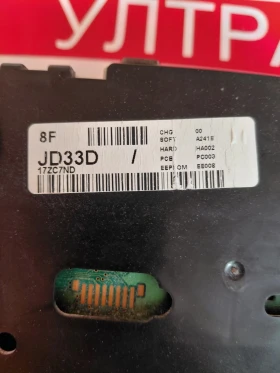 УЛТРА
8F
CHG 00
SOFT A2418
HARD HA002
JD33D /
PCB PC003
17ZC7ND
EEPROM EE008